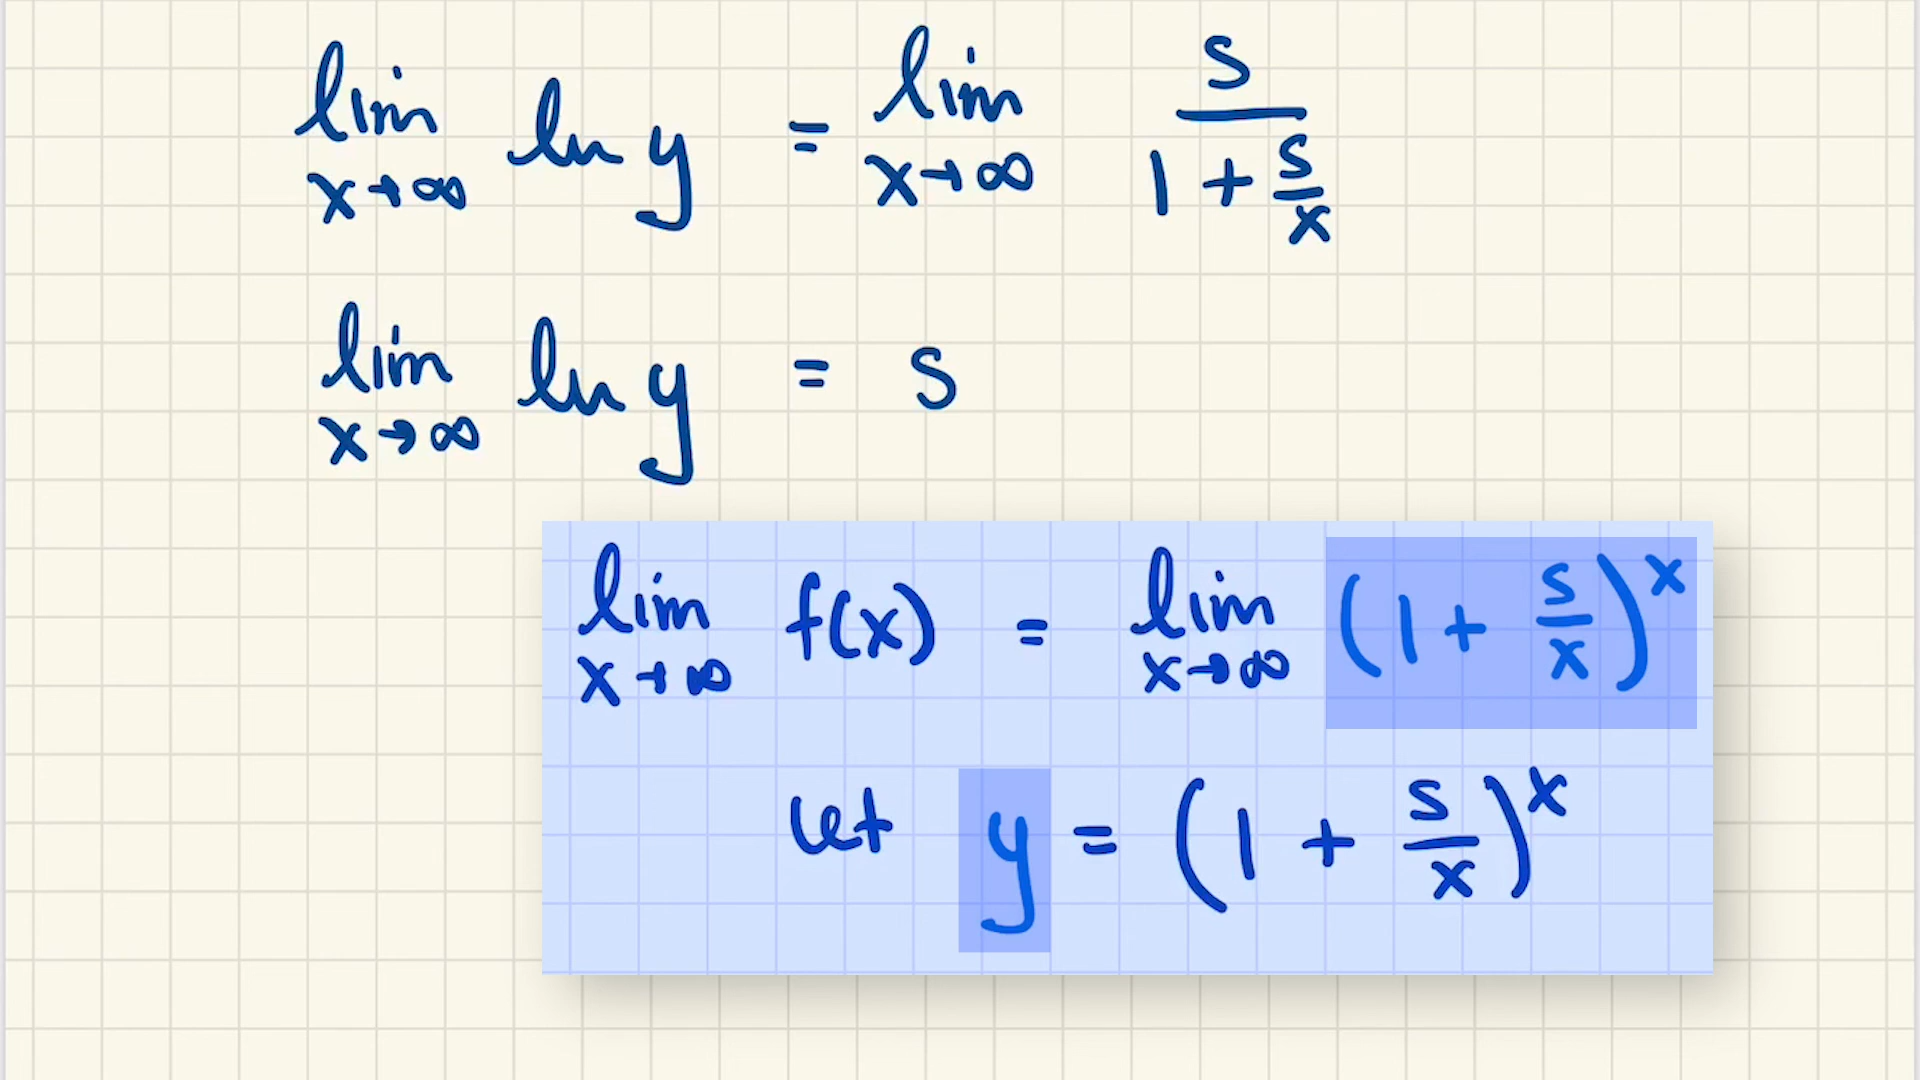 lim x→∞ ln y = lim x→∞ s/(1 + s/x)
lim x→∞ ln y = s
lim x→∞ f(x) = lim x→∞ (1 + s/x)^x
let y = (1 + s/x)^x